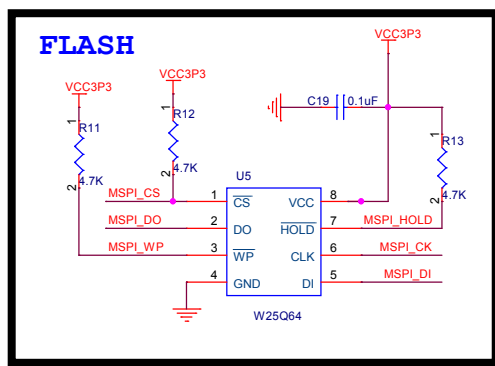 FLASH
VCC3P3
VCC3P3
VCC3P3
C19 0.1uF
R11
R12
R13
1
1
1
4.7K
4.7K
4.7K
2
2
2
U5
MSPI_CS 1 CS VCC 8
MSPI_DO 2 DO HOLD 7 MSPI_HOLD
MSPI_WP 3 WP CLK 6 MSPI_CK
4 GND DI 5 MSPI_DI
W25Q64